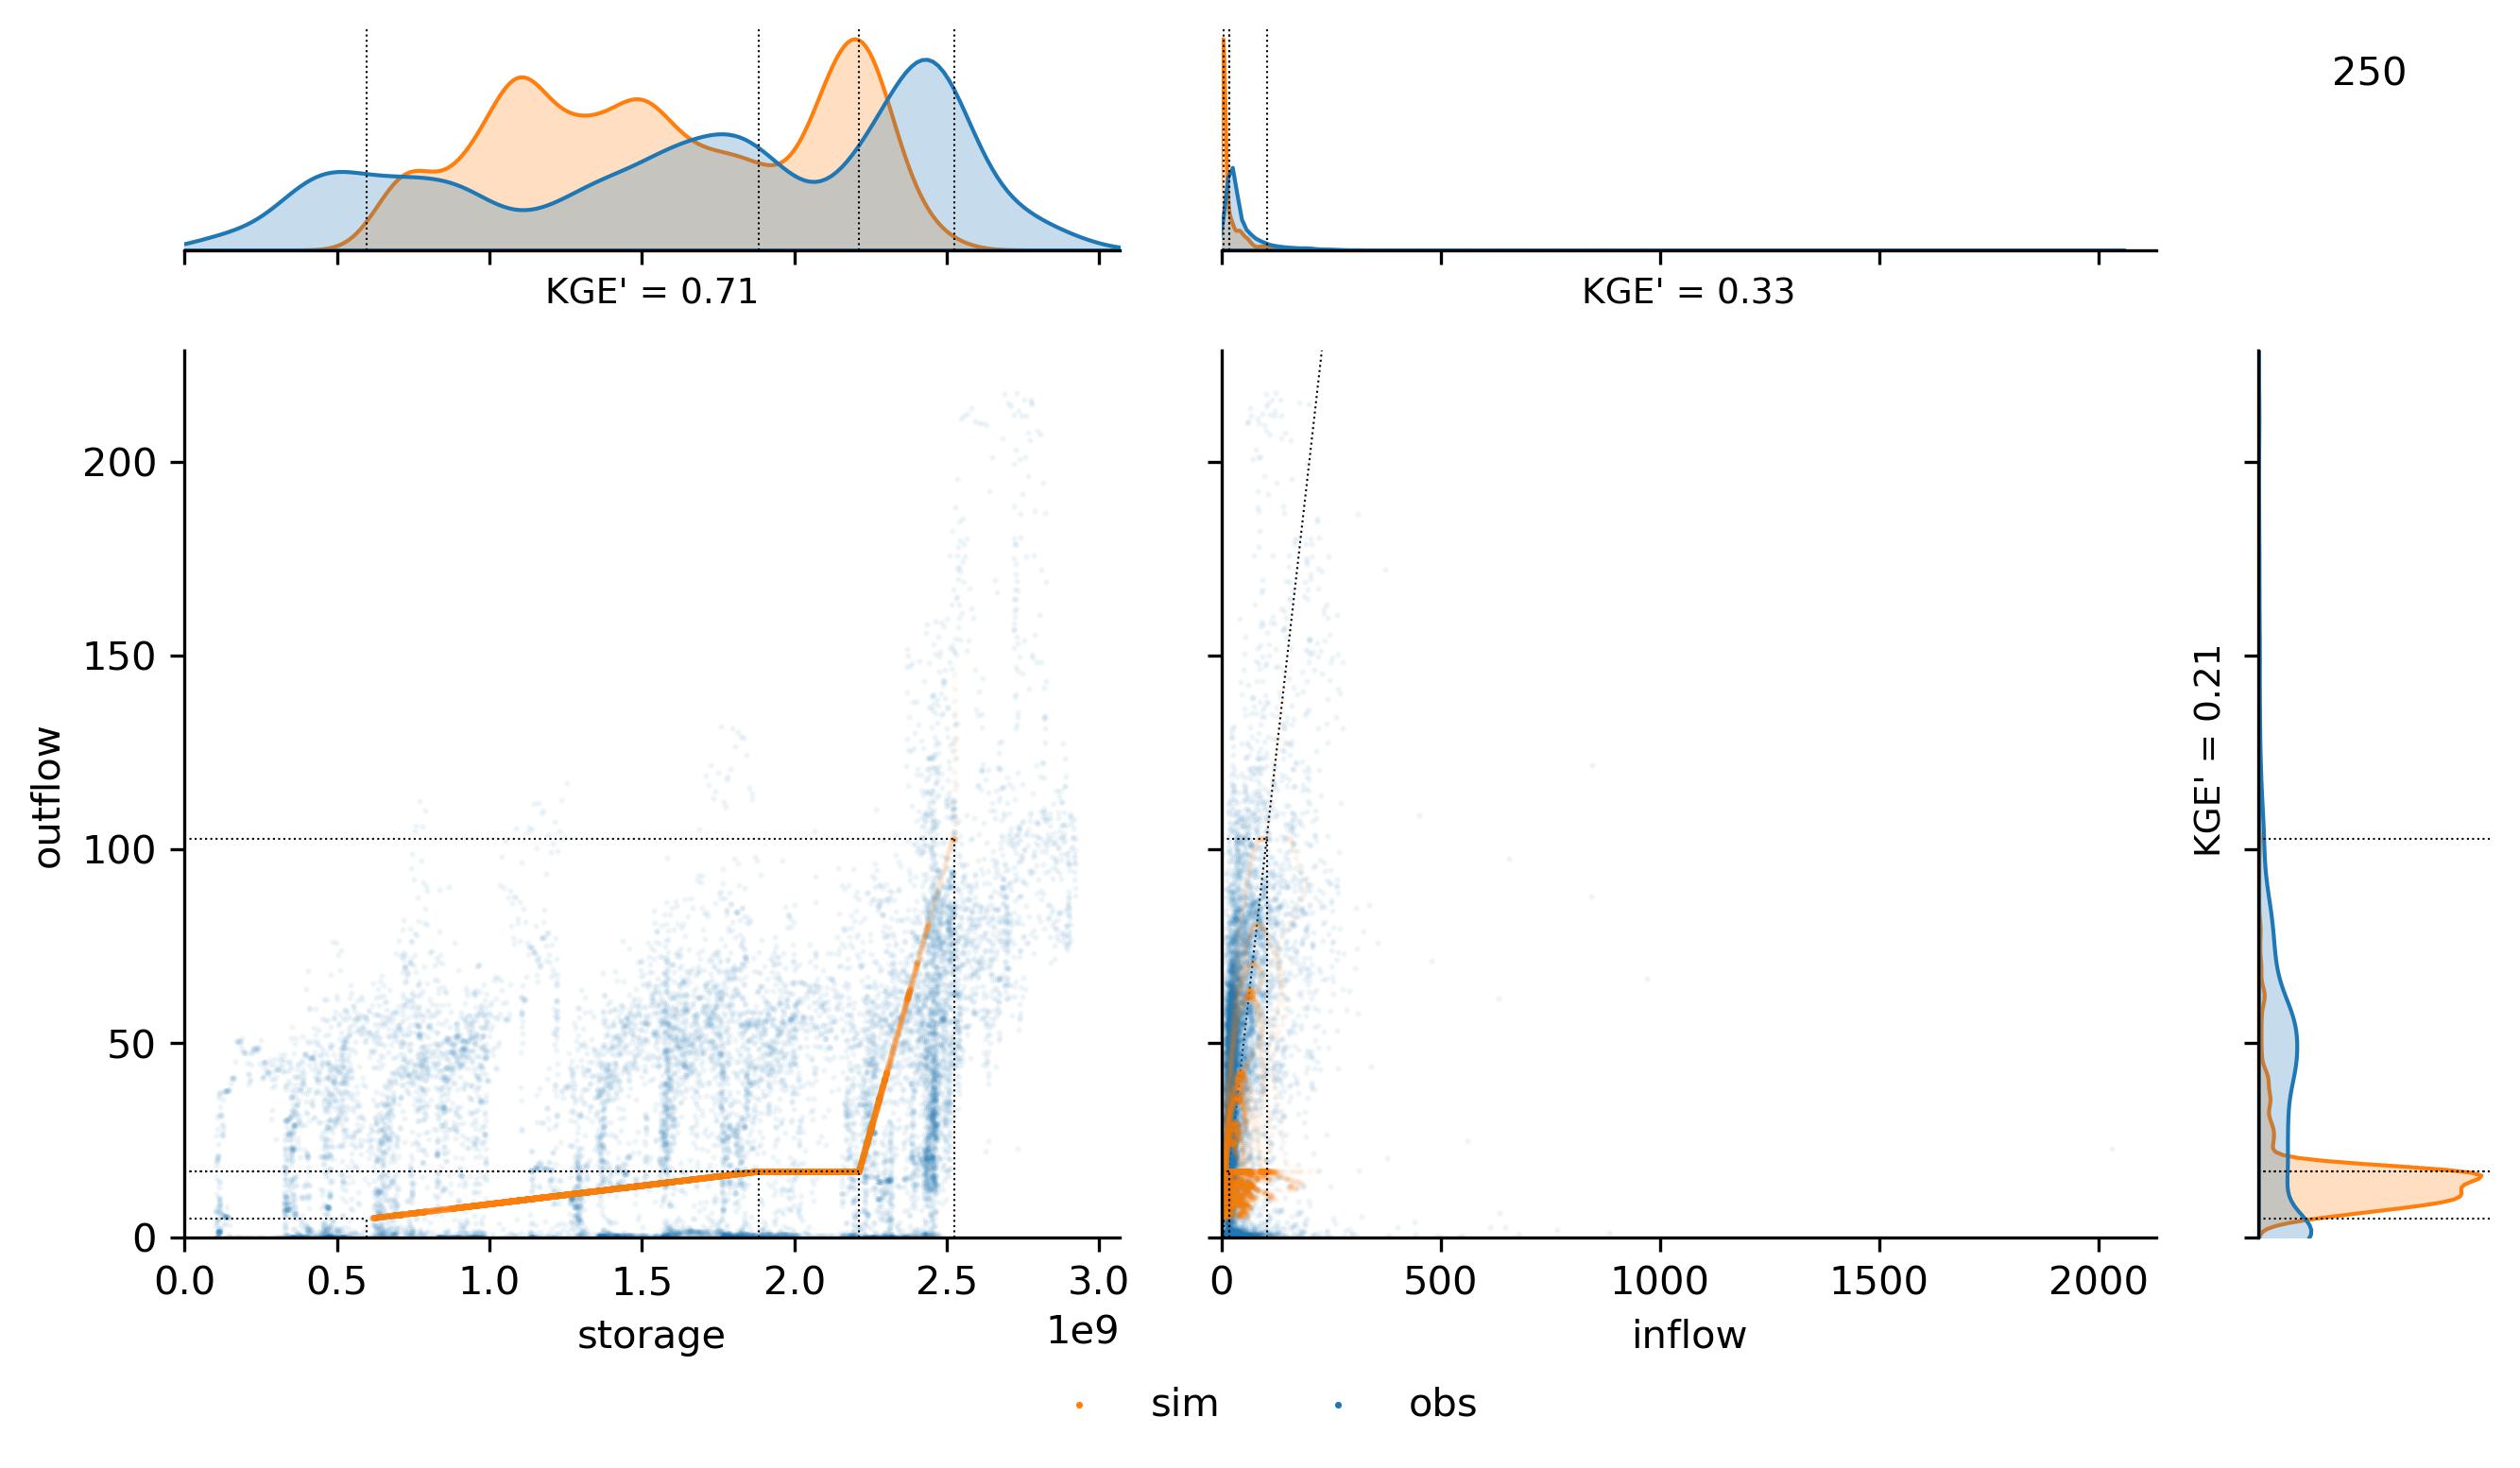 250
KGE' = 0.71
KGE' = 0.33
outflow
200
150
100
50
0
KGE' = 0.21
0.0 0.5 1.0 1.5 2.0 2.5 3.0
1e9
storage
0 500 1000 1500 2000
inflow
sim obs